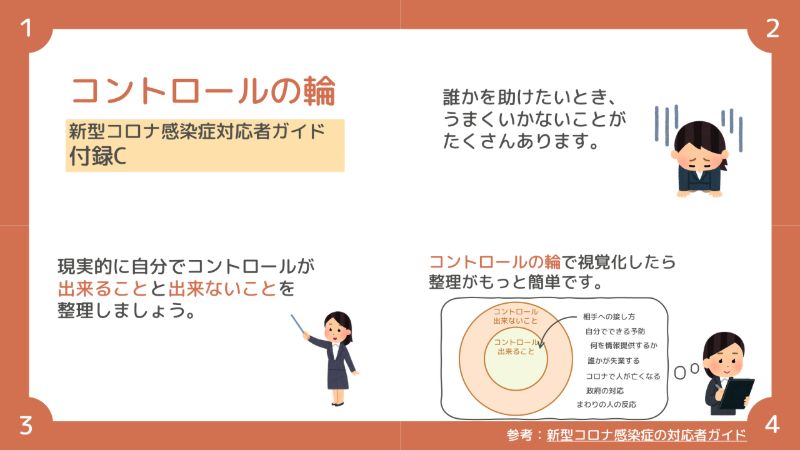 1
コントロールの輪
新型コロナ感染症対応者ガイド
付録C
2
誰かを助けたいとき、
うまくいかないことが
たくさんあります。
3
現実的に自分でコントロールが
出来ることと出来ないことを
整理しましょう。
4
コントロールの輪で視覚化したら
整理がもっと簡単です。
コントロール
出来ないこと
コントロール
出来ること
相手への接し方
自分でできる予防
何を情報提供するか
誰かが失業する
コロナで人が亡くなる
政府の対応
まわりの人の反応
参考：新型コロナ感染症の対応者ガイド